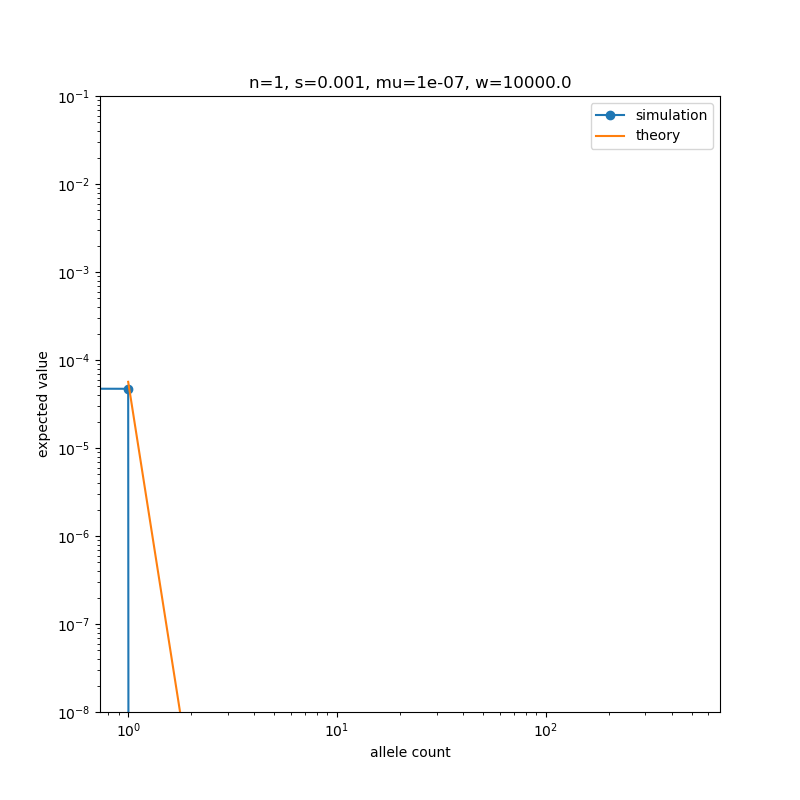 n=1, s=0.001, mu=1e-07, w=10000.0
simulation
theory
10⁻¹
10⁻²
10⁻³
10⁻⁴
10⁻⁵
10⁻⁶
10⁻⁷
10⁻⁸
expected value
10⁰ 10¹ 10²
allele count